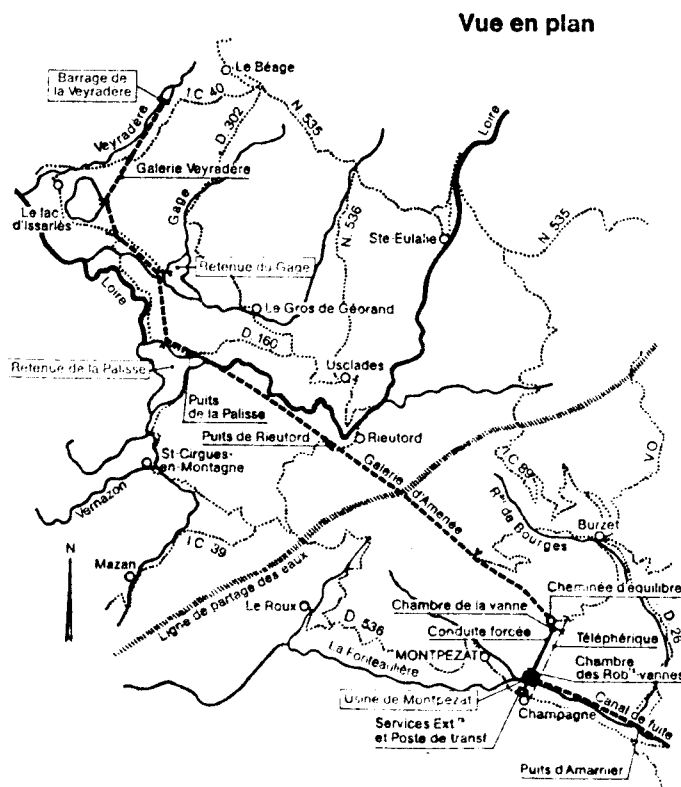 Vue en plan
Le Béage
Barrage de
la Veyradère
I C 40
Veyradère
D 302
N 535
Loire
Galerie Veyradère
Gage
Le lac
d'Issarlès
N 536
Ste-Eulalie
N 535
Retenue du Gage
Loire
Le Gros de Géorand
D 160
Retenue de la Palisse
Usclades
Puits
de la Palisse
Puits de Rieutord
Rieutord
St-Cirgues-
en-Montagne
Galerie d'Amenée
I C 89
V O
Vernazon
Rau de Bourges
Burzet
N
I C 39
Mazan
Ligne de partage des eaux
Cheminée d'équilibre
Le Roux
Chambre de la vanne
D 26
D 536
Conduite forcée
Téléphérique
MONTPEZAT
La Fonteaulière
Chambre
des Robts-vannes
Usine de Montpezat
Canal de fuite
Champagne
Services Extrs
et Poste de transf
Puits d'Amarnier